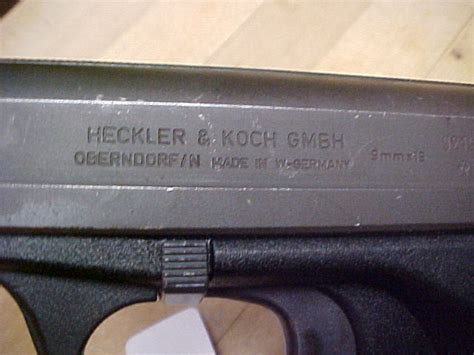 HECKLER & KOCH GMBH
OBERNDORF/N MADE IN W-GERMANY 9mmx18